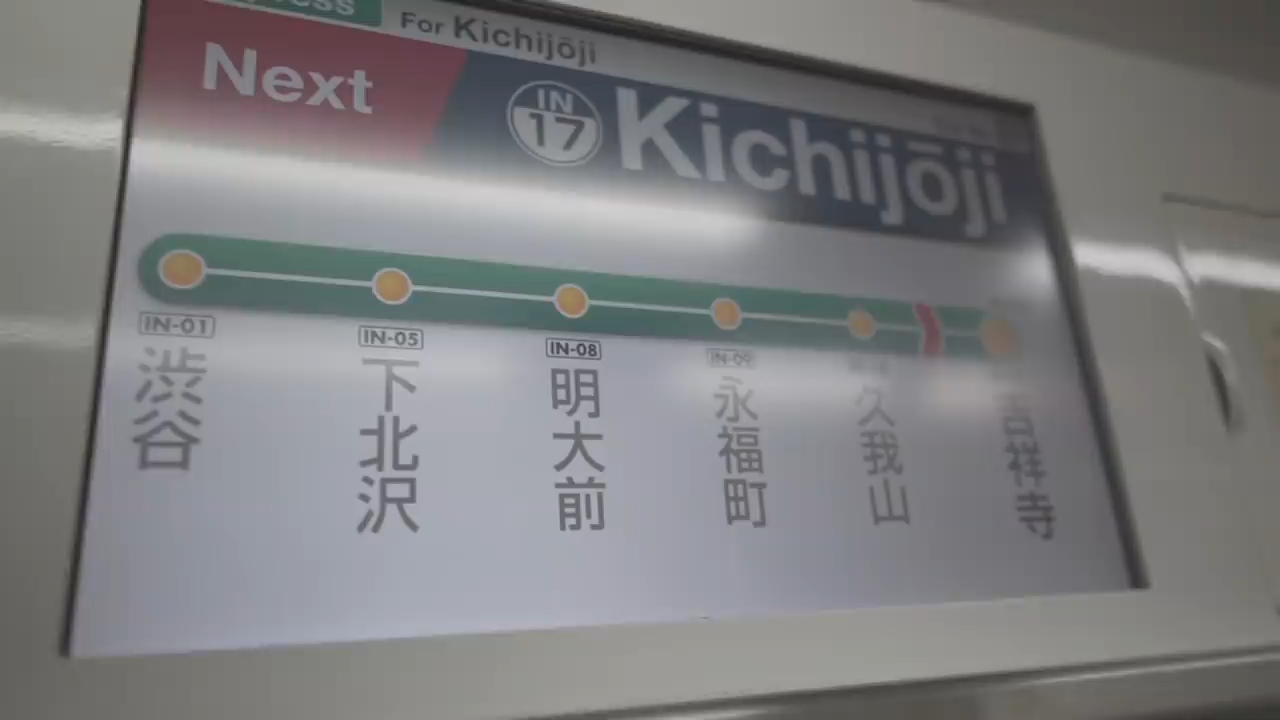 For Kichijōji
Next
IN
17
Kichijōji
IN-01
IN-05
IN-08
IN-09
渋谷
下北沢
明大前
永福町
久我山
吉祥寺